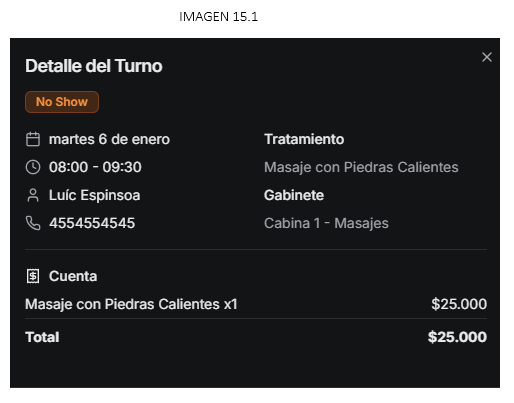 IMAGEN 15.1
Detalle del Turno
No Show
martes 6 de enero
08:00 - 09:30
Luíc Espinsoa
4554554545
Tratamiento
Masaje con Piedras Calientes
Gabinete
Cabina 1 - Masajes
Cuenta
Masaje con Piedras Calientes x1 $25.000
Total $25.000